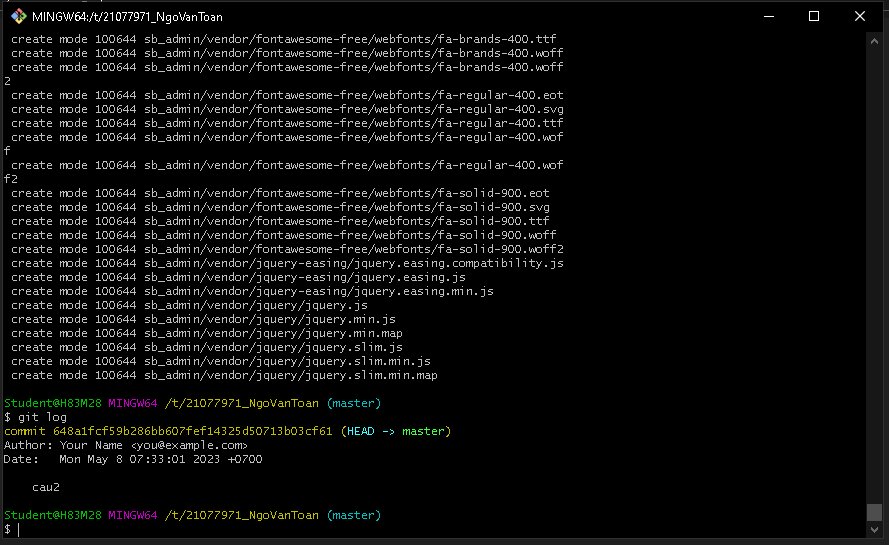 MINGW64:/t/21077971_NgoVanToan
create mode 100644 sb_admin/vendor/fontawesome-free/webfonts/fa-brands-400.ttf
create mode 100644 sb_admin/vendor/fontawesome-free/webfonts/fa-brands-400.woff
create mode 100644 sb_admin/vendor/fontawesome-free/webfonts/fa-brands-400.woff
2
create mode 100644 sb_admin/vendor/fontawesome-free/webfonts/fa-regular-400.eot
create mode 100644 sb_admin/vendor/fontawesome-free/webfonts/fa-regular-400.svg
create mode 100644 sb_admin/vendor/fontawesome-free/webfonts/fa-regular-400.ttf
create mode 100644 sb_admin/vendor/fontawesome-free/webfonts/fa-regular-400.wof
f
create mode 100644 sb_admin/vendor/fontawesome-free/webfonts/fa-regular-400.wof
f2
create mode 100644 sb_admin/vendor/fontawesome-free/webfonts/fa-solid-900.eot
create mode 100644 sb_admin/vendor/fontawesome-free/webfonts/fa-solid-900.svg
create mode 100644 sb_admin/vendor/fontawesome-free/webfonts/fa-solid-900.ttf
create mode 100644 sb_admin/vendor/fontawesome-free/webfonts/fa-solid-900.woff
create mode 100644 sb_admin/vendor/fontawesome-free/webfonts/fa-solid-900.woff2
create mode 100644 sb_admin/vendor/jquery-easing/jquery.easing.compatibility.js
create mode 100644 sb_admin/vendor/jquery-easing/jquery.easing.js
create mode 100644 sb_admin/vendor/jquery-easing/jquery.easing.min.js
create mode 100644 sb_admin/vendor/jquery/jquery.js
create mode 100644 sb_admin/vendor/jquery/jquery.min.js
create mode 100644 sb_admin/vendor/jquery/jquery.min.map
create mode 100644 sb_admin/vendor/jquery/jquery.slim.js
create mode 100644 sb_admin/vendor/jquery/jquery.slim.min.js
create mode 100644 sb_admin/vendor/jquery/jquery.slim.min.map
Student@H83M28 MINGW64 /t/21077971_NgoVanToan (master)
$ git log
commit 648a1fcf59b286bb607fef14325d50713b03cf61 (HEAD -> master)
Author: Your Name <you@example.com>
Date:   Mon May 8 07:33:01 2023 +0700
cau2
Student@H83M28 MINGW64 /t/21077971_NgoVanToan (master)
$